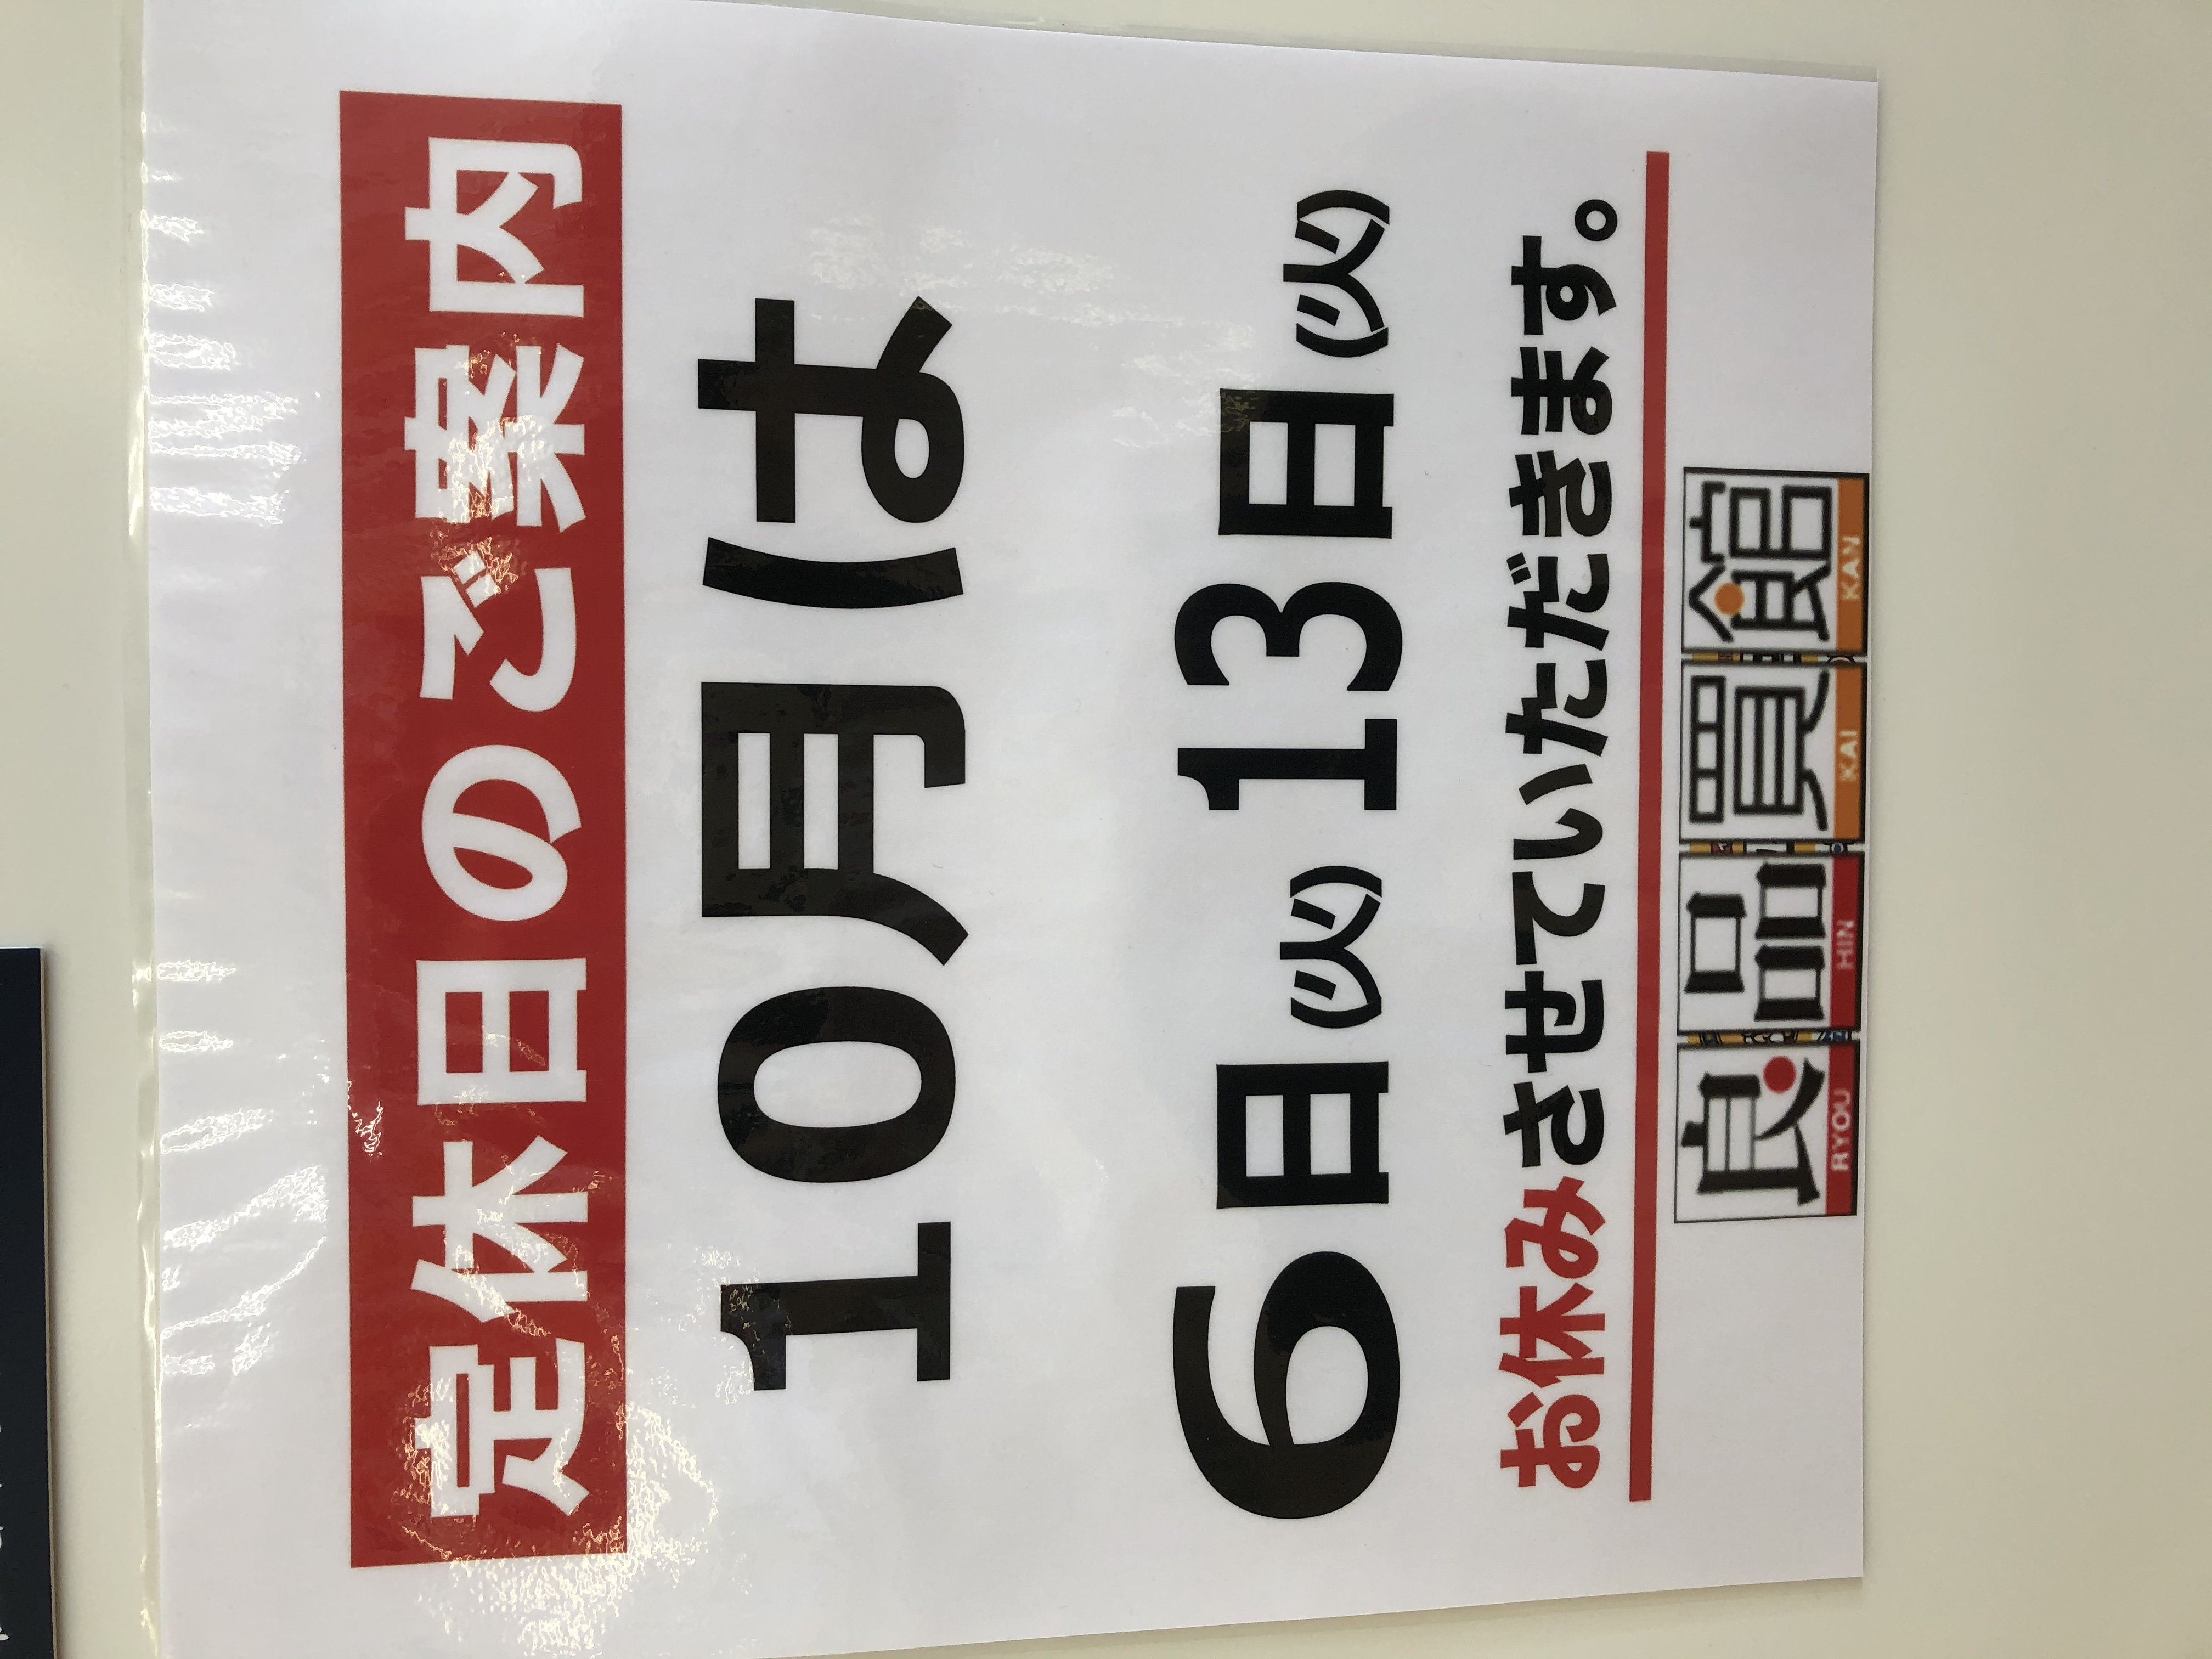 定休日のご案内
10月は
6日(火) 13日(火)
お休みさせていただきます。
良品買館
RYOU HIN KAI KAN